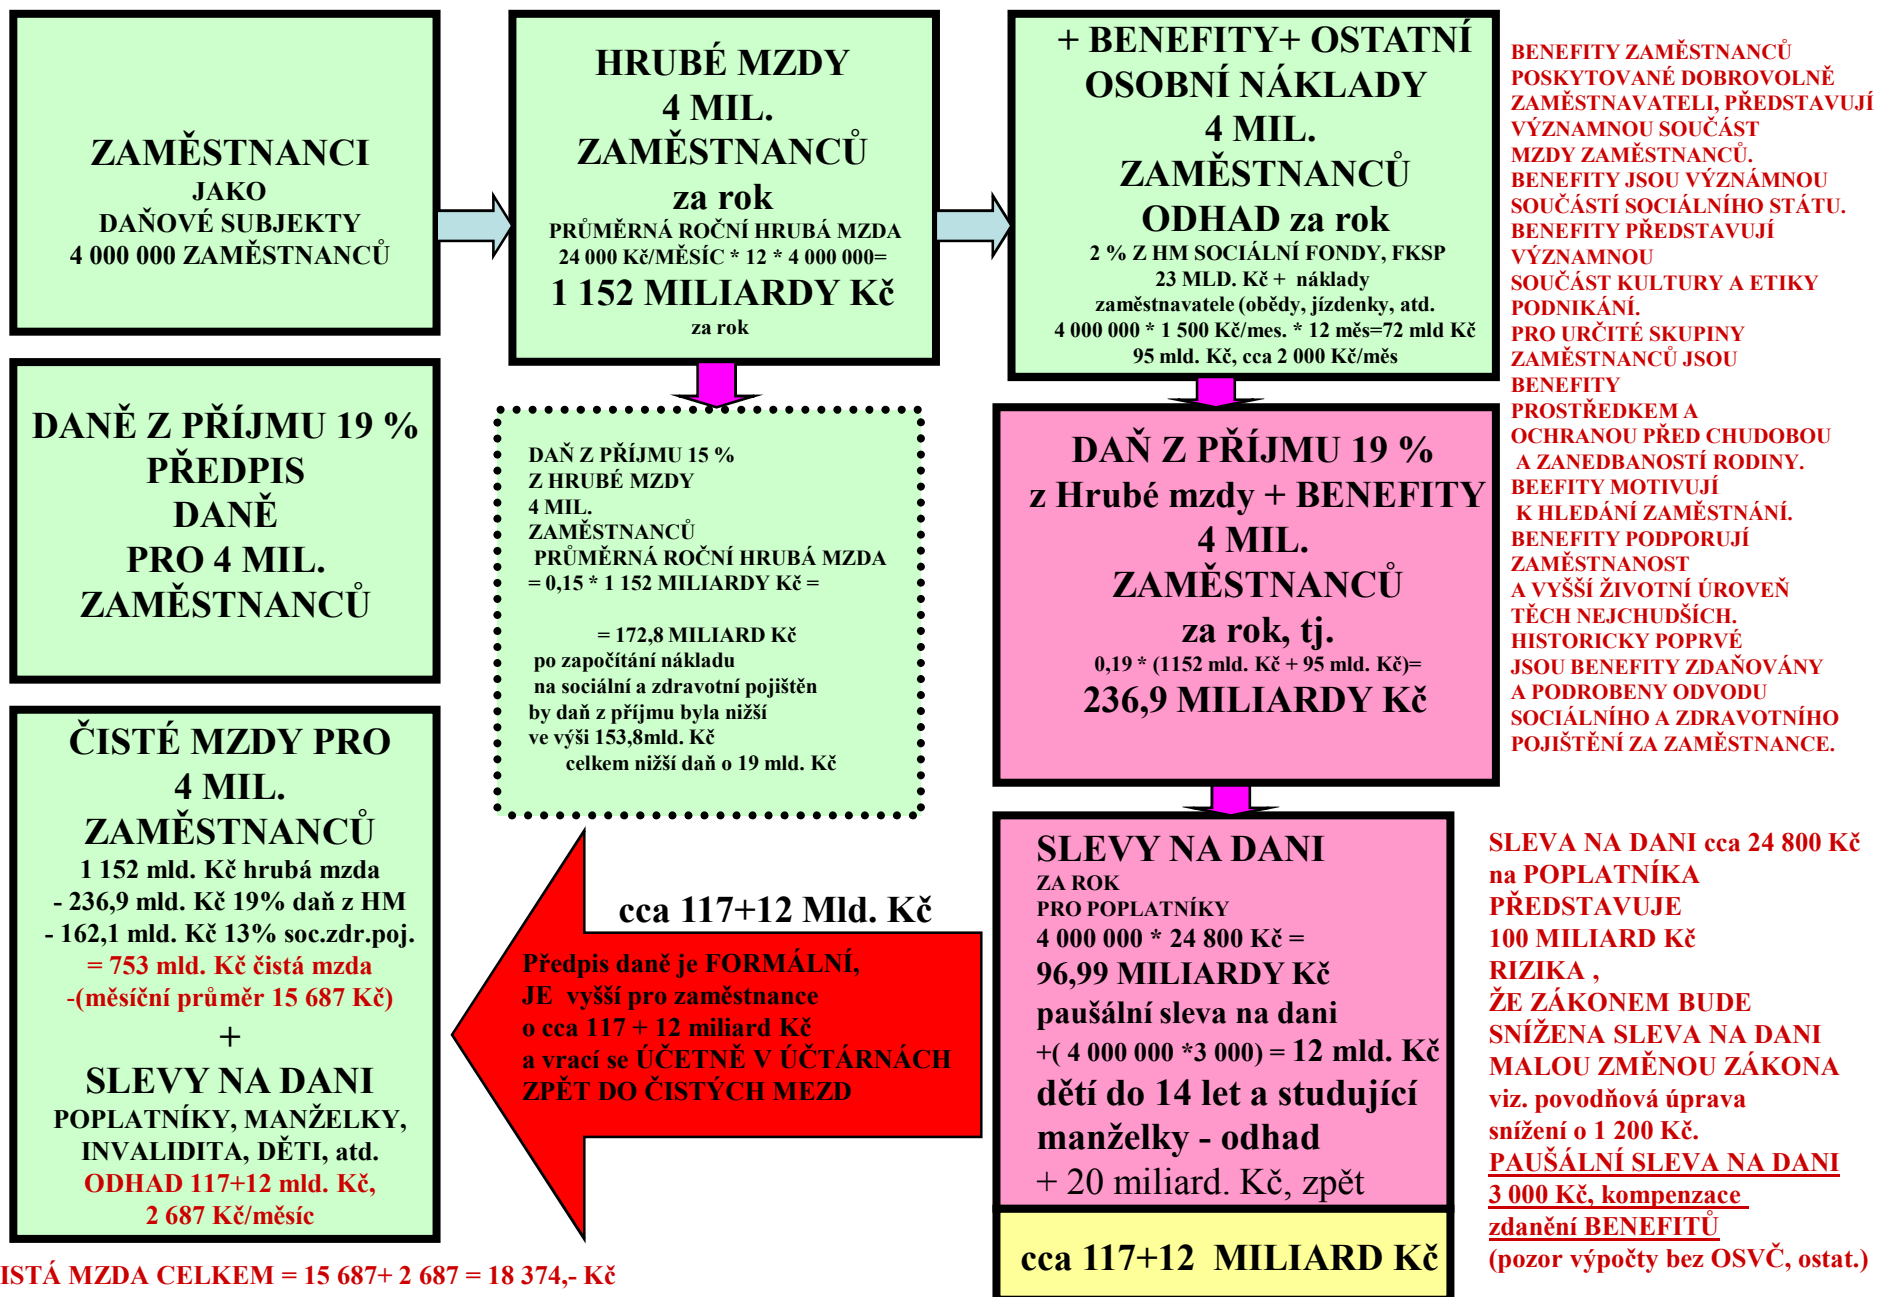 ZAMĚSTNANCI
JAKO
DAŇOVÉ SUBJEKTY
4 000 000 ZAMĚSTNANCŮ
HRUBÉ MZDY
4 MIL.
ZAMĚSTNANCŮ
za rok
PRŮMĚRNÁ ROČNÍ HRUBÁ MZDA
24 000 Kč/MĚSÍC * 12 * 4 000 000=
1 152 MILIARDY Kč
za rok
+ BENEFITY+ OSTATNÍ
OSOBNÍ NÁKLADY
4 MIL.
ZAMĚSTNANCŮ
ODHAD za rok
2 % Z HM SOCIÁLNÍ FONDY, FKSP
23 MLD. Kč + náklady
zaměstnavatele (obědy, jízdenky, atd.
4 000 000 * 1 500 Kč/mes. * 12 měs=72 mld Kč
95 mld. Kč, cca 2 000 Kč/měs
BENEFITY ZAMĚSTNANCŮ
POSKYTOVANÉ DOBROVOLNĚ
ZAMĚSTNAVATELI, PŘEDSTAVUJÍ
VÝZNAMNOU SOUČÁST
MZDY ZAMĚSTNANCŮ.
BENEFITY JSOU VÝZNÁMNOU
SOUČÁSTÍ SOCIÁLNÍHO STÁTU.
BENEFITY PŘEDSTAVUJÍ
VÝZNAMNOU
SOUČÁST KULTURY A ETIKY
PODNIKÁNÍ.
PRO URČITÉ SKUPINY
ZAMĚSTNANCŮ JSOU
BENEFITY
PROSTŘEDKEM A
OCHRANOU PŘED CHUDOBOU
A ZANEDBANOSTÍ RODINY.
BEEFITY MOTIVUJÍ
K HLEDÁNÍ ZAMĚSTNÁNÍ.
BENEFITY PODPORUJÍ
ZAMĚSTNANOST
A VYŠŠÍ ŽIVOTNÍ ÚROVEŇ
TĚCH NEJCHUDŠÍCH.
HISTORICKY POPRVÉ
JSOU BENEFITY ZDAŇOVÁNY
A PODROBENY ODVODU
SOCIÁLNÍHO A ZDRAVOTNÍHO
POJIŠTĚNÍ ZA ZAMĚSTNANCE.
DANĚ Z PŘÍJMU 19 %
PŘEDPIS
DANĚ
PRO 4 MIL.
ZAMĚSTNANCŮ
DAŇ Z PŘÍJMU 15 %
Z HRUBÉ MZDY
4 MIL.
ZAMĚSTNANCŮ
PRŮMĚRNÁ ROČNÍ HRUBÁ MZDA
= 0,15 * 1 152 MILIARDY Kč =
= 172,8 MILIARD Kč
po započítání nákladu
na sociální a zdravotní pojištěn
by daň z příjmu byla nižší
ve výši 153,8mld. Kč
celkem nižší daň o 19 mld. Kč
DAŇ Z PŘÍJMU 19 %
z Hrubé mzdy + BENEFITY
4 MIL.
ZAMĚSTNANCŮ
za rok, tj.
0,19 * (1152 mld. Kč + 95 mld. Kč)=
236,9 MILIARDY Kč
ČISTÉ MZDY PRO
4 MIL.
ZAMĚSTNANCŮ
1 152 mld. Kč hrubá mzda
- 236,9 mld. Kč 19% daň z HM
- 162,1 mld. Kč 13% soc.zdr.poj.
= 753 mld. Kč čistá mzda
-(měsíční průměr 15 687 Kč)
+
SLEVY NA DANI
POPLATNÍKY, MANŽELKY,
INVALIDITA, DĚTI, atd.
ODHAD 117+12 mld. Kč,
2 687 Kč/měsíc
cca 117+12 Mld. Kč
Předpis daně je FORMÁLNÍ,
JE vyšší pro zaměstnance
o cca 117 + 12 miliard Kč
a vrací se ÚČETNĚ V ÚČTÁRNÁCH
ZPĚT DO ČISTÝCH MEZD
SLEVY NA DANI
ZA ROK
PRO POPLATNÍKY
4 000 000 * 24 800 Kč =
96,99 MILIARDY Kč
paušální sleva na dani
+( 4 000 000 *3 000) = 12 mld. Kč
dětí do 14 let a studující
manželky - odhad
+ 20 miliard. Kč, zpět
cca 117+12 MILIARD Kč
SLEVA NA DANI cca 24 800 Kč
na POPLATNÍKA
PŘEDSTAVUJE
100 MILIARD Kč
RIZIKA ,
ŽE ZÁKONEM BUDE
SNÍŽENA SLEVA NA DANI
MALOU ZMĚNOU ZÁKONA
viz. povodňová úprava
snížení o 1 200 Kč.
PAUŠÁLNÍ SLEVA NA DANI
3 000 Kč, kompenzace
zdanění BENEFITŮ
(pozor výpočty bez OSVČ, ostat.)
ISTÁ MZDA CELKEM = 15 687+ 2 687 = 18 374,- Kč